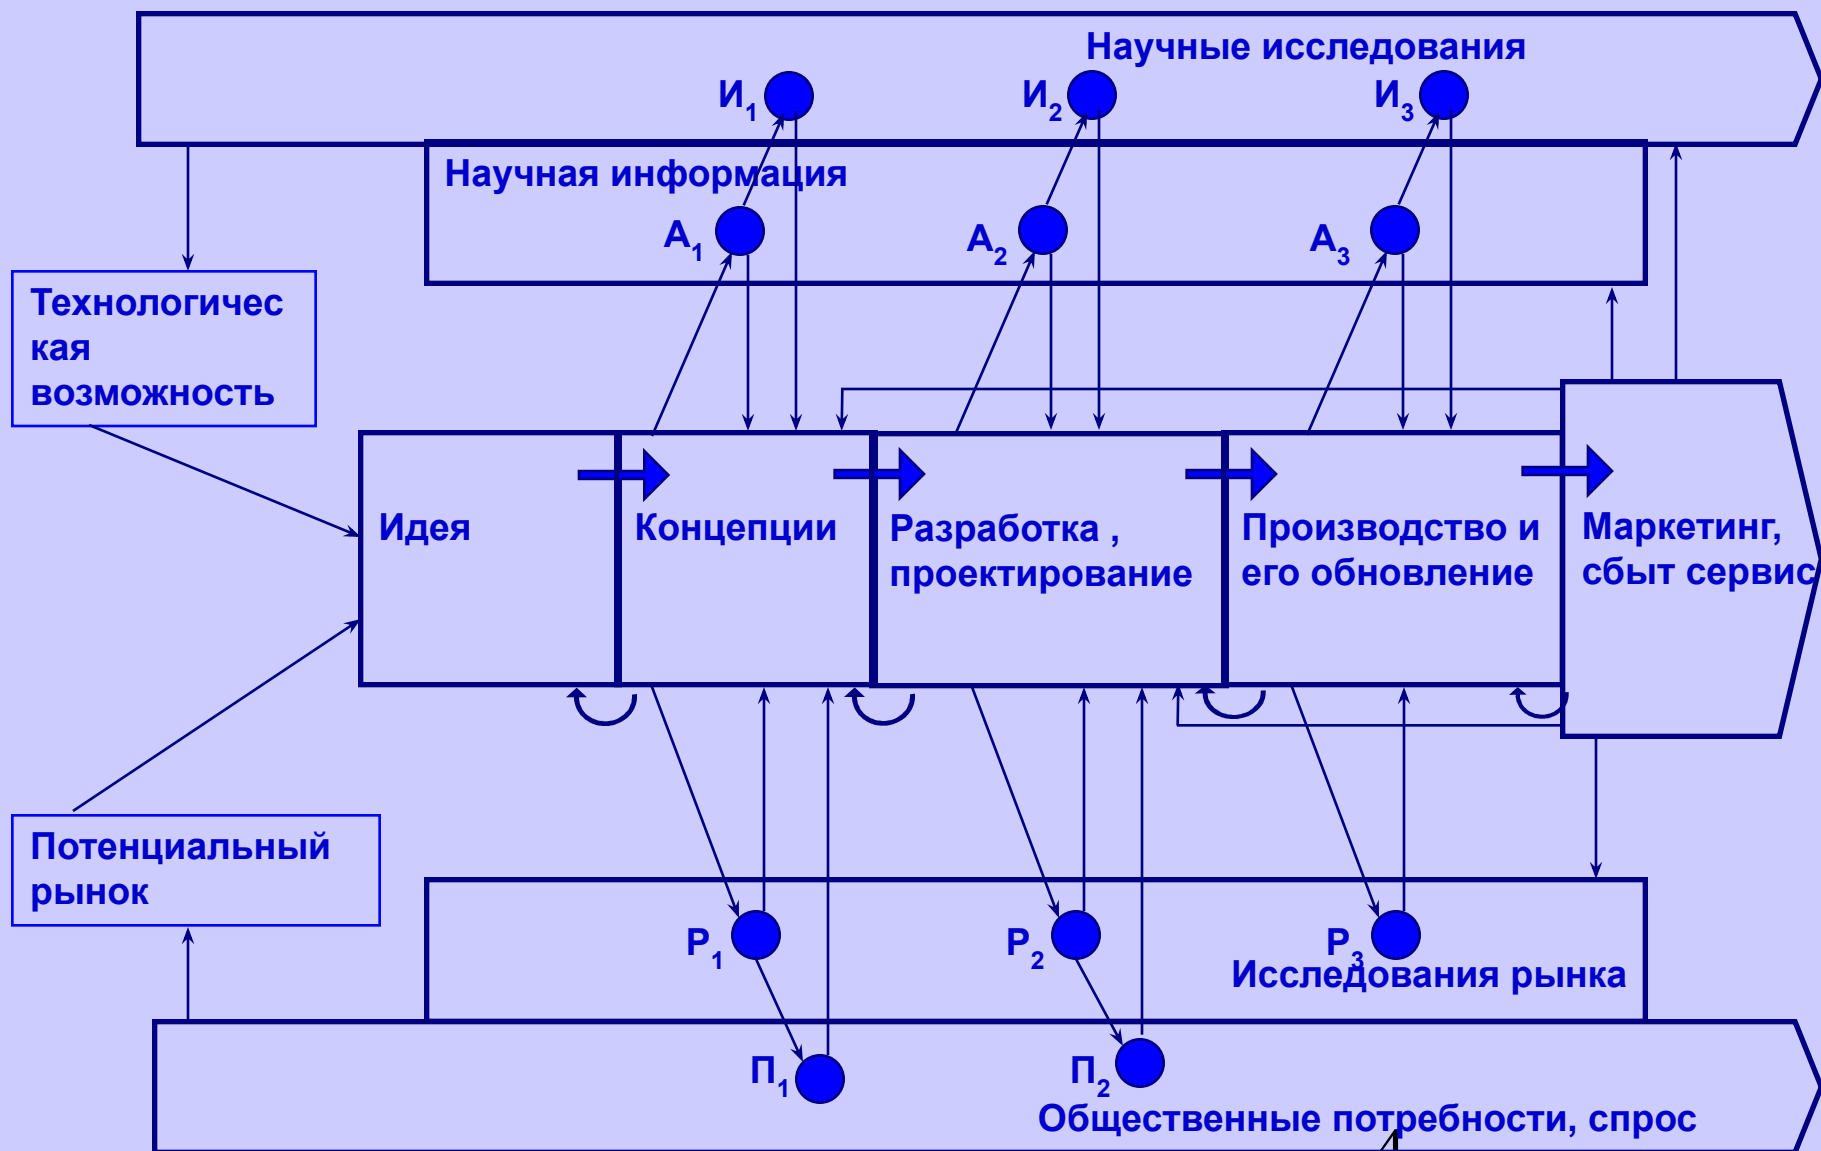 Научные исследования
И1
И2
И3
Научная информация
А1
А2
А3
Технологичес
кая
возможность
Идея
Концепции
Разработка ,
проектирование
Производство и
его обновление
Маркетинг,
сбыт сервис
Потенциальный
рынок
Р1
Р2
Р3
Исследования рынка
П1
П2
Общественные потребности, спрос
4